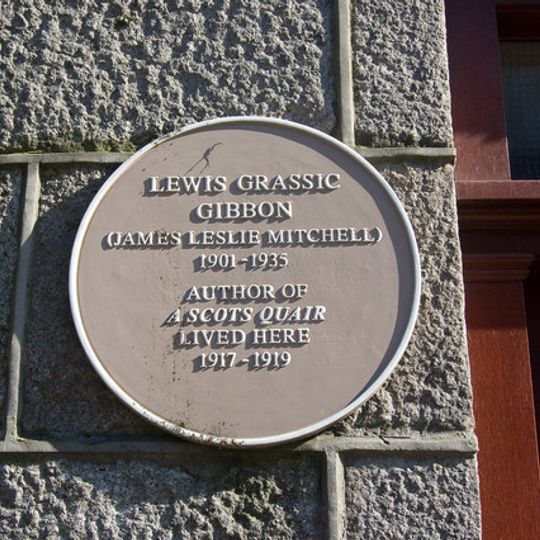 LEWIS GRASSIC
GIBBON
(JAMES LESLIE MITCHELL)
1901-1935
AUTHOR OF
A SCOTS QUAIR
LIVED HERE
1917-1919